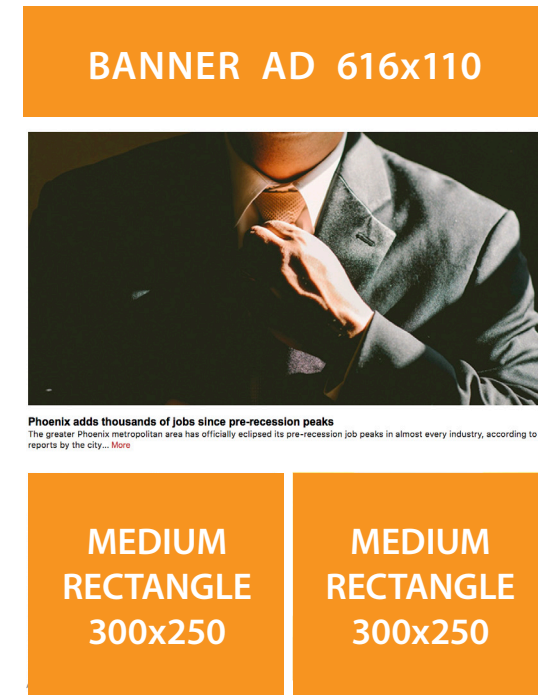 BANNER AD 616x110
Phoenix adds thousands of jobs since pre-recession peaks
The greater Phoenix metropolitan area has officially eclipsed its pre-recession job peaks in almost every industry, according to
reports by the city... More
MEDIUM
RECTANGLE
300x250
MEDIUM
RECTANGLE
300x250